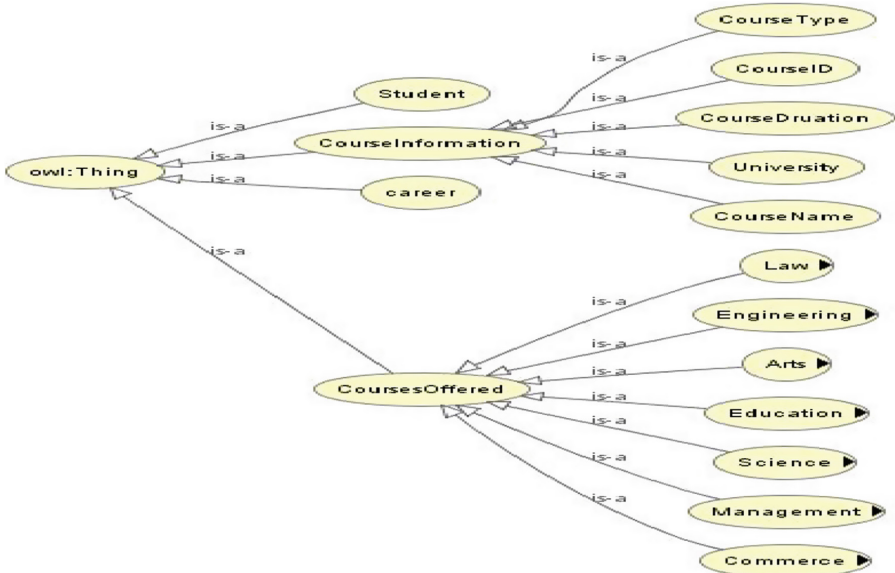 CourseType
is-a
CourseID
Student
is-a
is-a
CourseDruation
is-a
CourseInformation
is-a
owl:Thing
is-a
University
is-a
is-a
career
CourseName
is-a
Law
is-a
Engineering
is-a
Arts
is-a
CoursesOffered
is-a
Education
is-a
Science
is-a
Management
is-a
Commerce